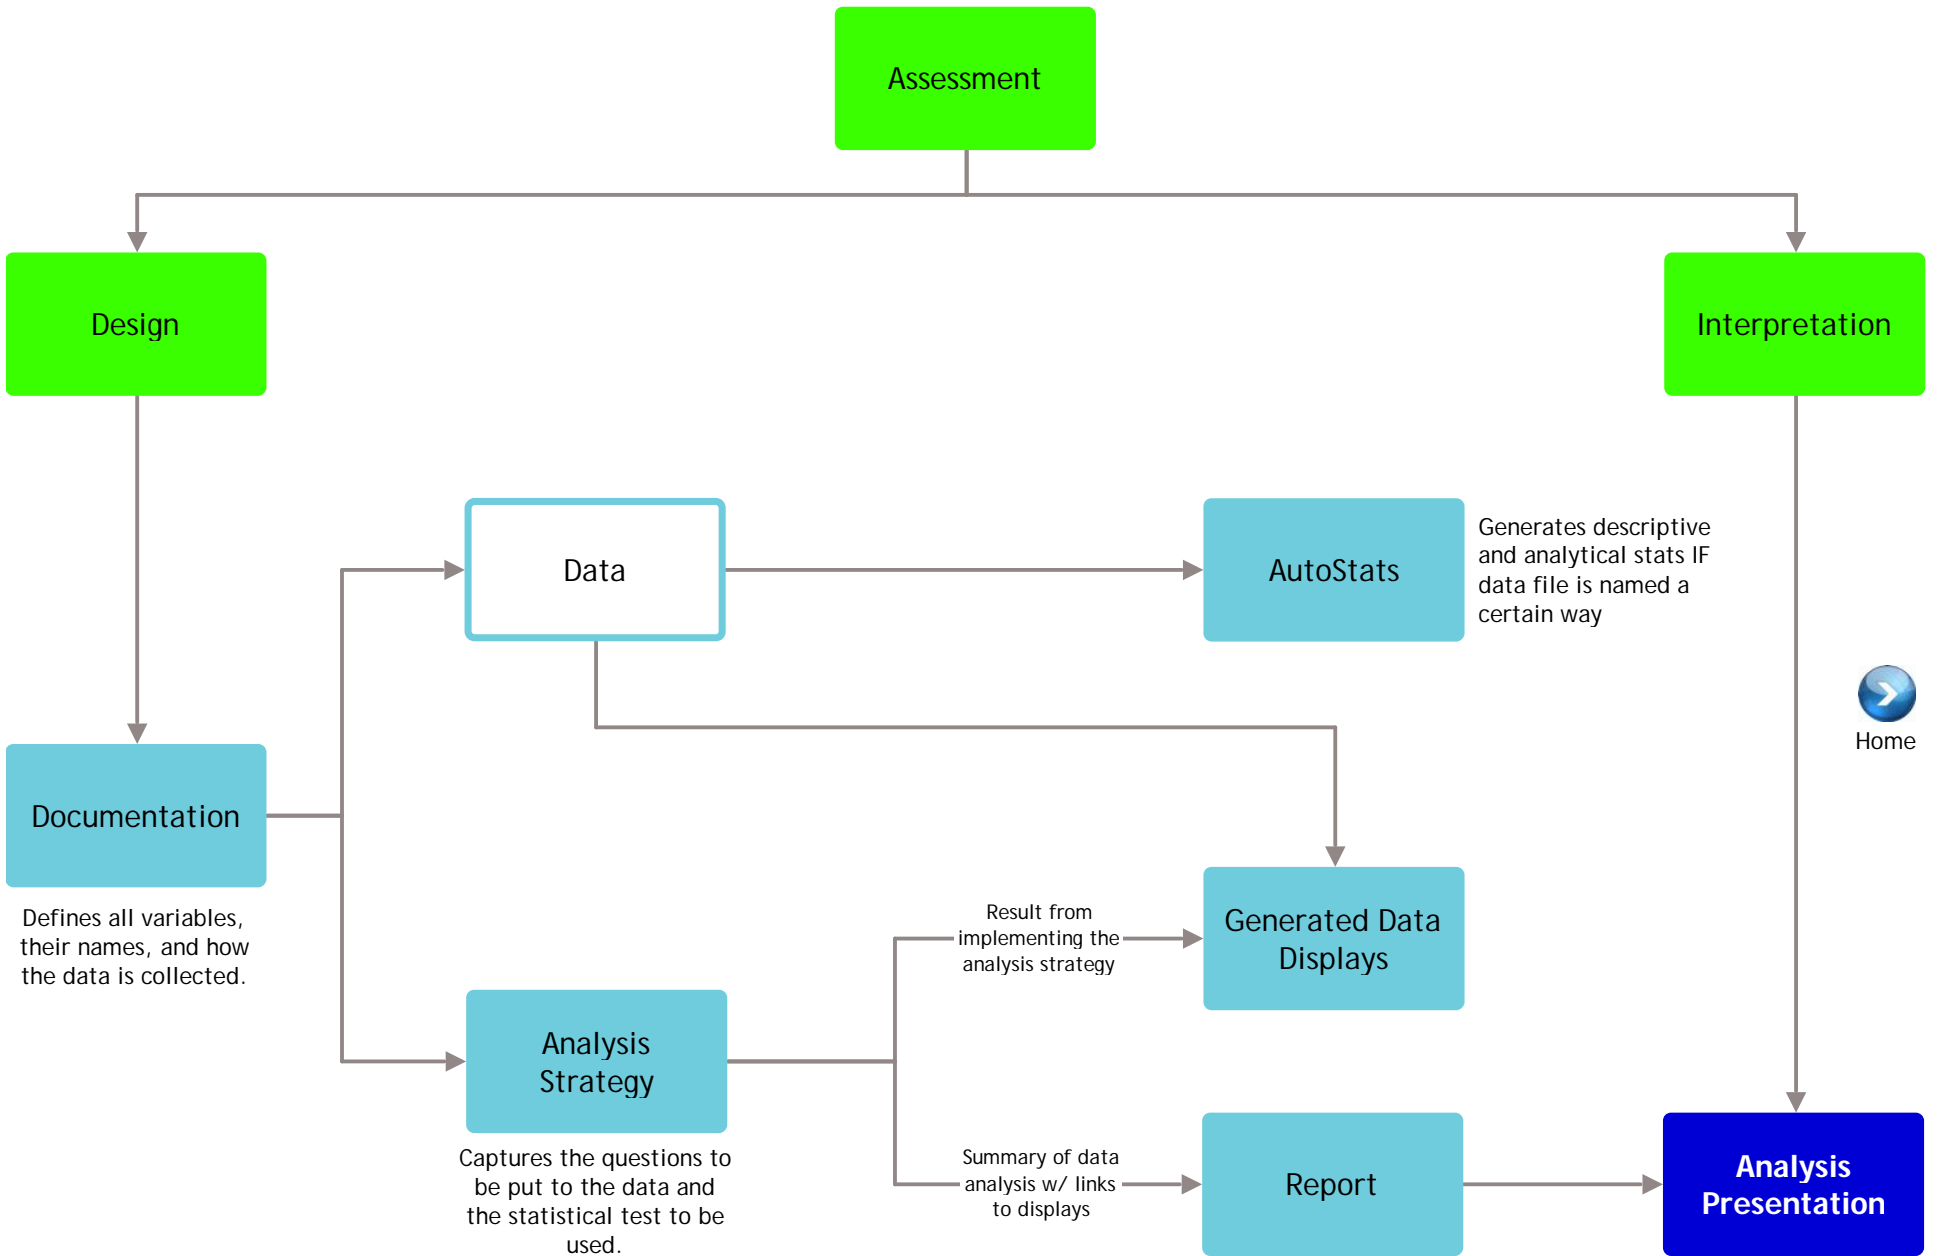 Assessment
Design
Interpretation
Data
AutoStats
Generates descriptive
and analytical stats IF
data file is named a
certain way
Home
Documentation
Defines all variables,
their names, and how
the data is collected.
Result from
implementing the
analysis strategy
Generated Data
Displays
Analysis
Strategy
Captures the questions to
be put to the data and
the statistical test to be
used.
Summary of data
analysis w/ links
to displays
Report
Analysis
Presentation